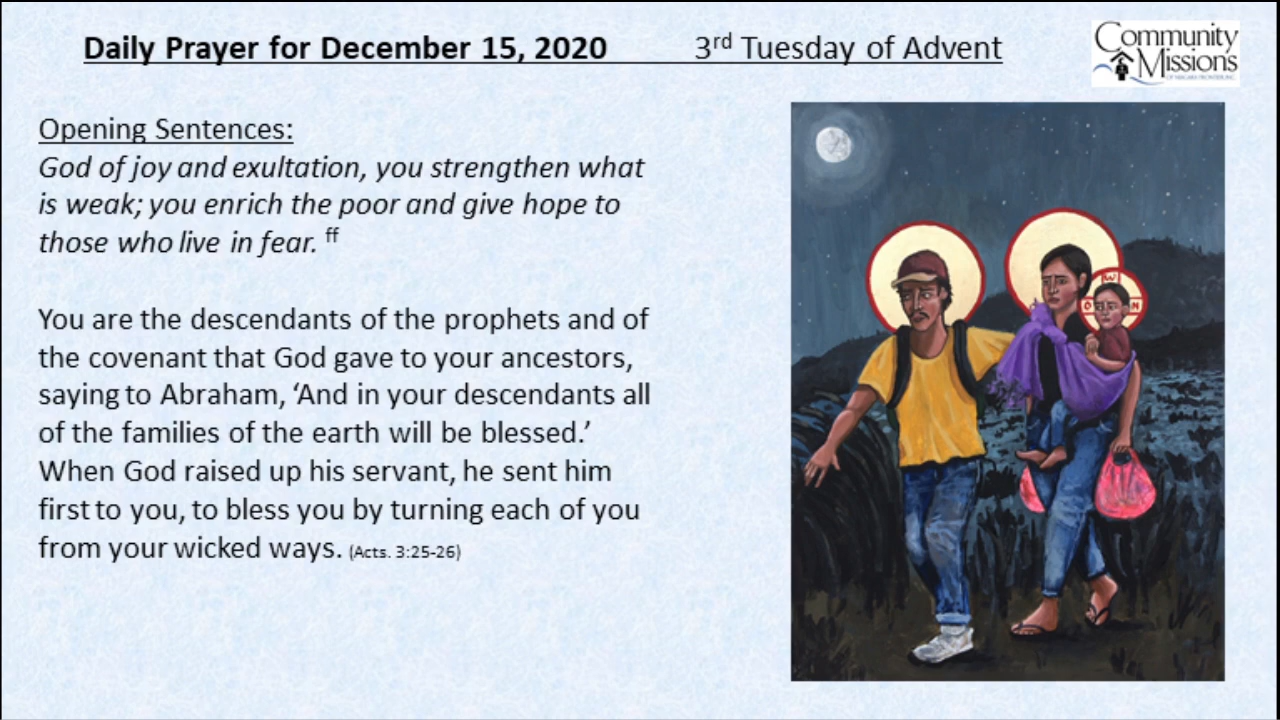 Daily Prayer for December 15, 2020 3rd Tuesday of Advent
Community
Missions
OF NIAGARA FRONTIER, INC.
Opening Sentences:
God of joy and exultation, you strengthen what
is weak; you enrich the poor and give hope to
those who live in fear. ff
You are the descendants of the prophets and of
the covenant that God gave to your ancestors,
saying to Abraham, ‘And in your descendants all
of the families of the earth will be blessed.’
When God raised up his servant, he sent him
first to you, to bless you by turning each of you
from your wicked ways. (Acts. 3:25-26)
O W N